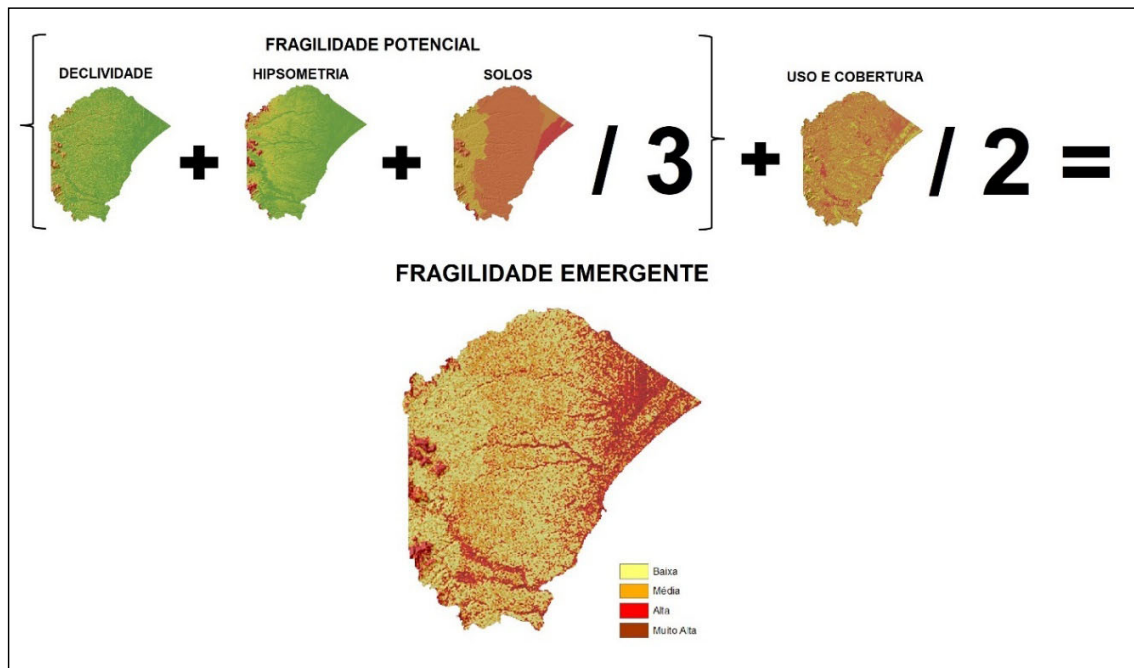 FRAGILIDADE POTENCIAL
DECLIVIDADE
HIPSOMETRIA
SOLOS
USO E COBERTURA
+ + / 3 + / 2 =
FRAGILIDADE EMERGENTE
Baixa
Média
Alta
Muito Alta